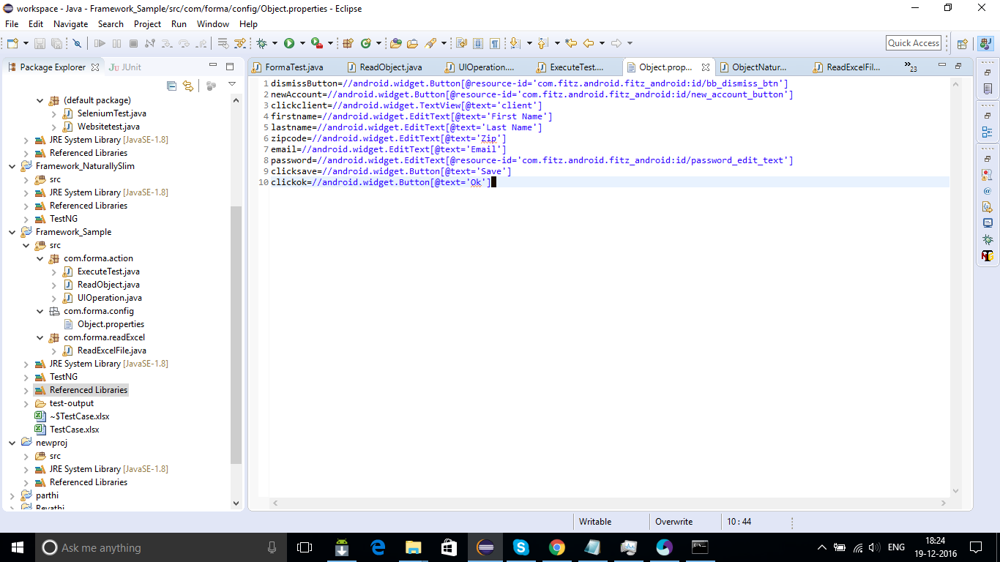 workspace - Java - Framework_Sample/src/com/forma/config/Object.properties - Eclipse
File Edit Navigate Search Project Run Window Help
Quick Access
Package Explorer JUnit
FormaTest.java ReadObject.java UIOperation.... ExecuteTest.... Object.prop... ObjectNatur... ReadExcelFil... 23
(default package)
SeleniumTest.java
Websitetest.java
JRE System Library [JavaSE-1.8]
Referenced Libraries
Framework_NaturallySlim
src
JRE System Library [JavaSE-1.8]
Referenced Libraries
TestNG
Framework_Sample
src
com.forma.action
ExecuteTest.java
ReadObject.java
UIOperation.java
com.forma.config
Object.properties
com.forma.readExcel
ReadExcelFile.java
JRE System Library [JavaSE-1.8]
TestNG
Referenced Libraries
test-output
~$TestCase.xlsx
TestCase.xlsx
newproj
src
JRE System Library [JavaSE-1.8]
Referenced Libraries
parthi
Revathi
1 dismissButton=//android.widget.Button[@resource-id='com.fitz.android.fitz_android:id/bb_dismiss_btn']
2 newAccount=//android.widget.Button[@resource-id='com.fitz.android.fitz_android:id/new_account_button']
3 clickclient=//android.widget.TextView[@text='client']
4 firstname=//android.widget.EditText[@text='First Name']
5 lastname=//android.widget.EditText[@text='Last Name']
6 zipcode=//android.widget.EditText[@text='Zip']
7 email=//android.widget.EditText[@text='Email']
8 password=//android.widget.EditText[@resource-id='com.fitz.android.fitz_android:id/password_edit_text']
9 clicksave=//android.widget.Button[@text='Save']
10 clickok=//android.widget.Button[@text='Ok']
Writable Overwrite 10 : 44
Ask me anything
ENG
18:24
19-12-2016